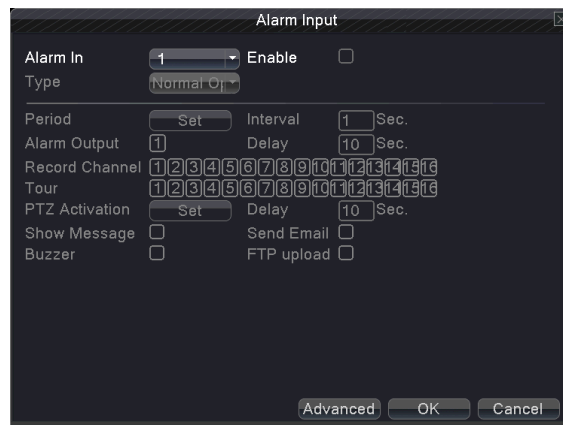 Alarm Input
Alarm In 1 Enable
Type Normal Op
Period Set Interval 1 Sec.
Alarm Output 1 Delay 10 Sec.
Record Channel 1 2 3 4 5 6 7 8 9 10 11 12 13 14 15 16
Tour 1 2 3 4 5 6 7 8 9 10 11 12 13 14 15 16
PTZ Activation Set Delay 10 Sec.
Show Message Send Email
Buzzer FTP upload
Advanced OK Cancel